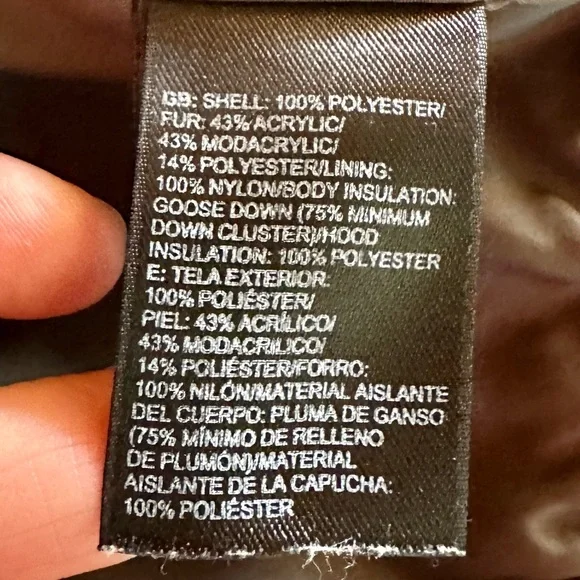 GB: SHELL: 100% POLYESTER/
FUR: 43% ACRYLIC/
43% MODACRYLIC/
14% POLYESTER/LINING:
100% NYLON/BODY INSULATION:
GOOSE DOWN (75% MINIMUM
DOWN CLUSTER)/HOOD
INSULATION: 100% POLYESTER
E: TELA EXTERIOR:
100% POLIÉSTER/
PIEL: 43% ACRÍLICO/
43% MODACRILICO/
14% POLIÉSTER/FORRO:
100% NILÓN/MATERIAL AISLANTE
DEL CUERPO: PLUMA DE GANSO
(75% MÍNIMO DE RELLENO
DE PLUMÓN)/MATERIAL
AISLANTE DE LA CAPUCHA:
100% POLIÉSTER